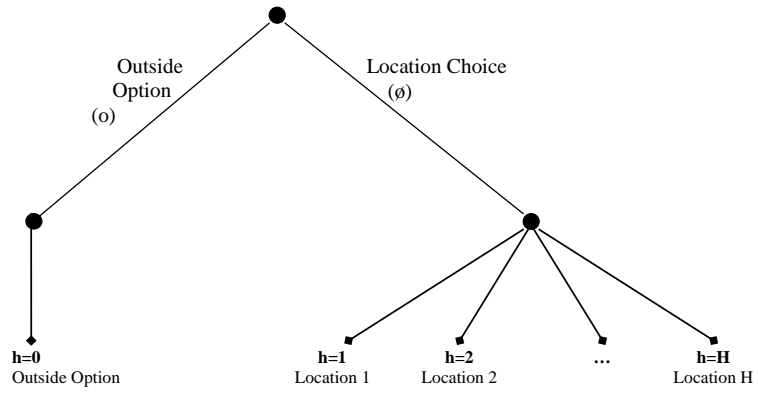 Outside
Option
(o)
Location Choice
(ø)
h=0
Outside Option
h=1
Location 1
h=2
Location 2
...
h=H
Location H